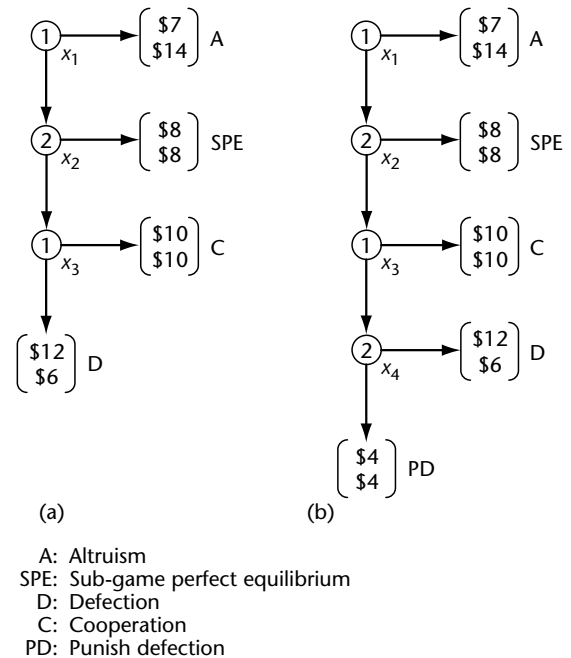 1 $7 A 1 $7 A
x1 $14 x1 $14
2 $8 SPE 2 $8 SPE
x2 $8 x2 $8
1 $10 C 1 $10 C
x3 $10 x3 $10
$12 D 2 $12 D
$6 x4 $6
$4 PD
$4
(a) (b)
A: Altruism
SPE: Sub-game perfect equilibrium
D: Defection
C: Cooperation
PD: Punish defection